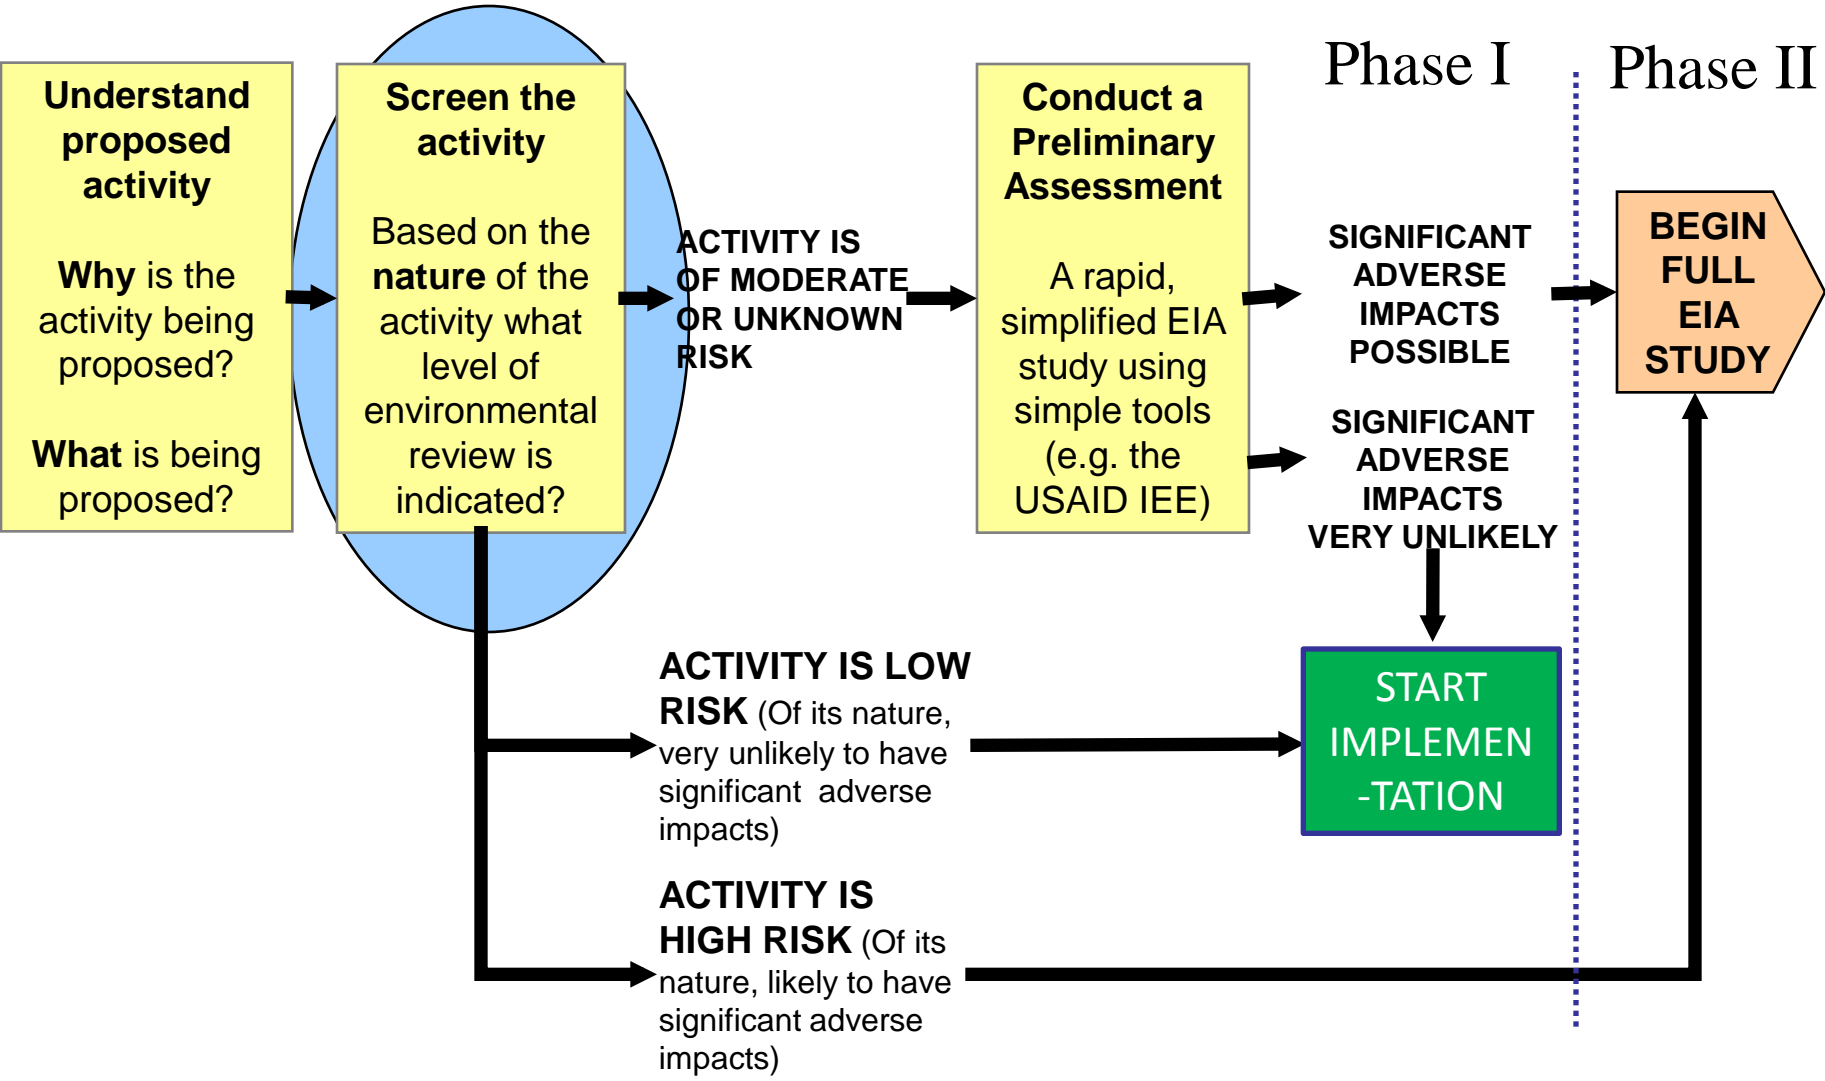 Phase I
Phase II
Understand
proposed
activity
Why is the
activity being
proposed?
What is being
proposed?
Screen the
activity
Based on the
nature of the
activity what
level of
environmental
review is
indicated?
ACTIVITY IS
OF MODERATE
OR UNKNOWN
RISK
Conduct a
Preliminary
Assessment
A rapid,
simplified EIA
study using
simple tools
(e.g. the
USAID IEE)
SIGNIFICANT
ADVERSE
IMPACTS
POSSIBLE
SIGNIFICANT
ADVERSE
IMPACTS
VERY UNLIKELY
BEGIN
FULL
EIA
STUDY
ACTIVITY IS LOW
RISK (Of its nature,
very unlikely to have
significant  adverse
impacts)
START
IMPLEMEN
-TATION
ACTIVITY IS
HIGH RISK (Of its
nature, likely to have
significant adverse
impacts)